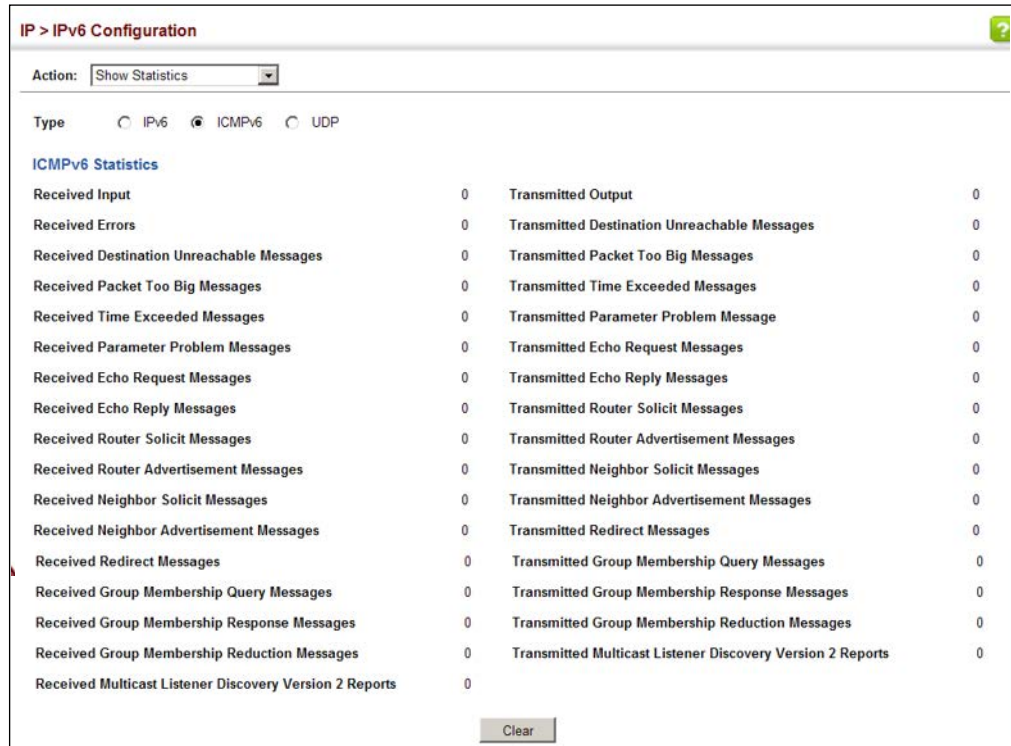 IP > IPv6 Configuration
?
Action: Show Statistics
Type IPv6 ICMPv6 UDP
ICMPv6 Statistics
Received Input 0 Transmitted Output 0
Received Errors 0 Transmitted Destination Unreachable Messages 0
Received Destination Unreachable Messages 0 Transmitted Packet Too Big Messages 0
Received Packet Too Big Messages 0 Transmitted Time Exceeded Messages 0
Received Time Exceeded Messages 0 Transmitted Parameter Problem Message 0
Received Parameter Problem Messages 0 Transmitted Echo Request Messages 0
Received Echo Request Messages 0 Transmitted Echo Reply Messages 0
Received Echo Reply Messages 0 Transmitted Router Solicit Messages 0
Received Router Solicit Messages 0 Transmitted Router Advertisement Messages 0
Received Router Advertisement Messages 0 Transmitted Neighbor Solicit Messages 0
Received Neighbor Solicit Messages 0 Transmitted Neighbor Advertisement Messages 0
Received Neighbor Advertisement Messages 0 Transmitted Redirect Messages 0
Received Redirect Messages 0 Transmitted Group Membership Query Messages 0
Received Group Membership Query Messages 0 Transmitted Group Membership Response Messages 0
Received Group Membership Response Messages 0 Transmitted Group Membership Reduction Messages 0
Received Group Membership Reduction Messages 0 Transmitted Multicast Listener Discovery Version 2 Reports 0
Received Multicast Listener Discovery Version 2 Reports 0
Clear